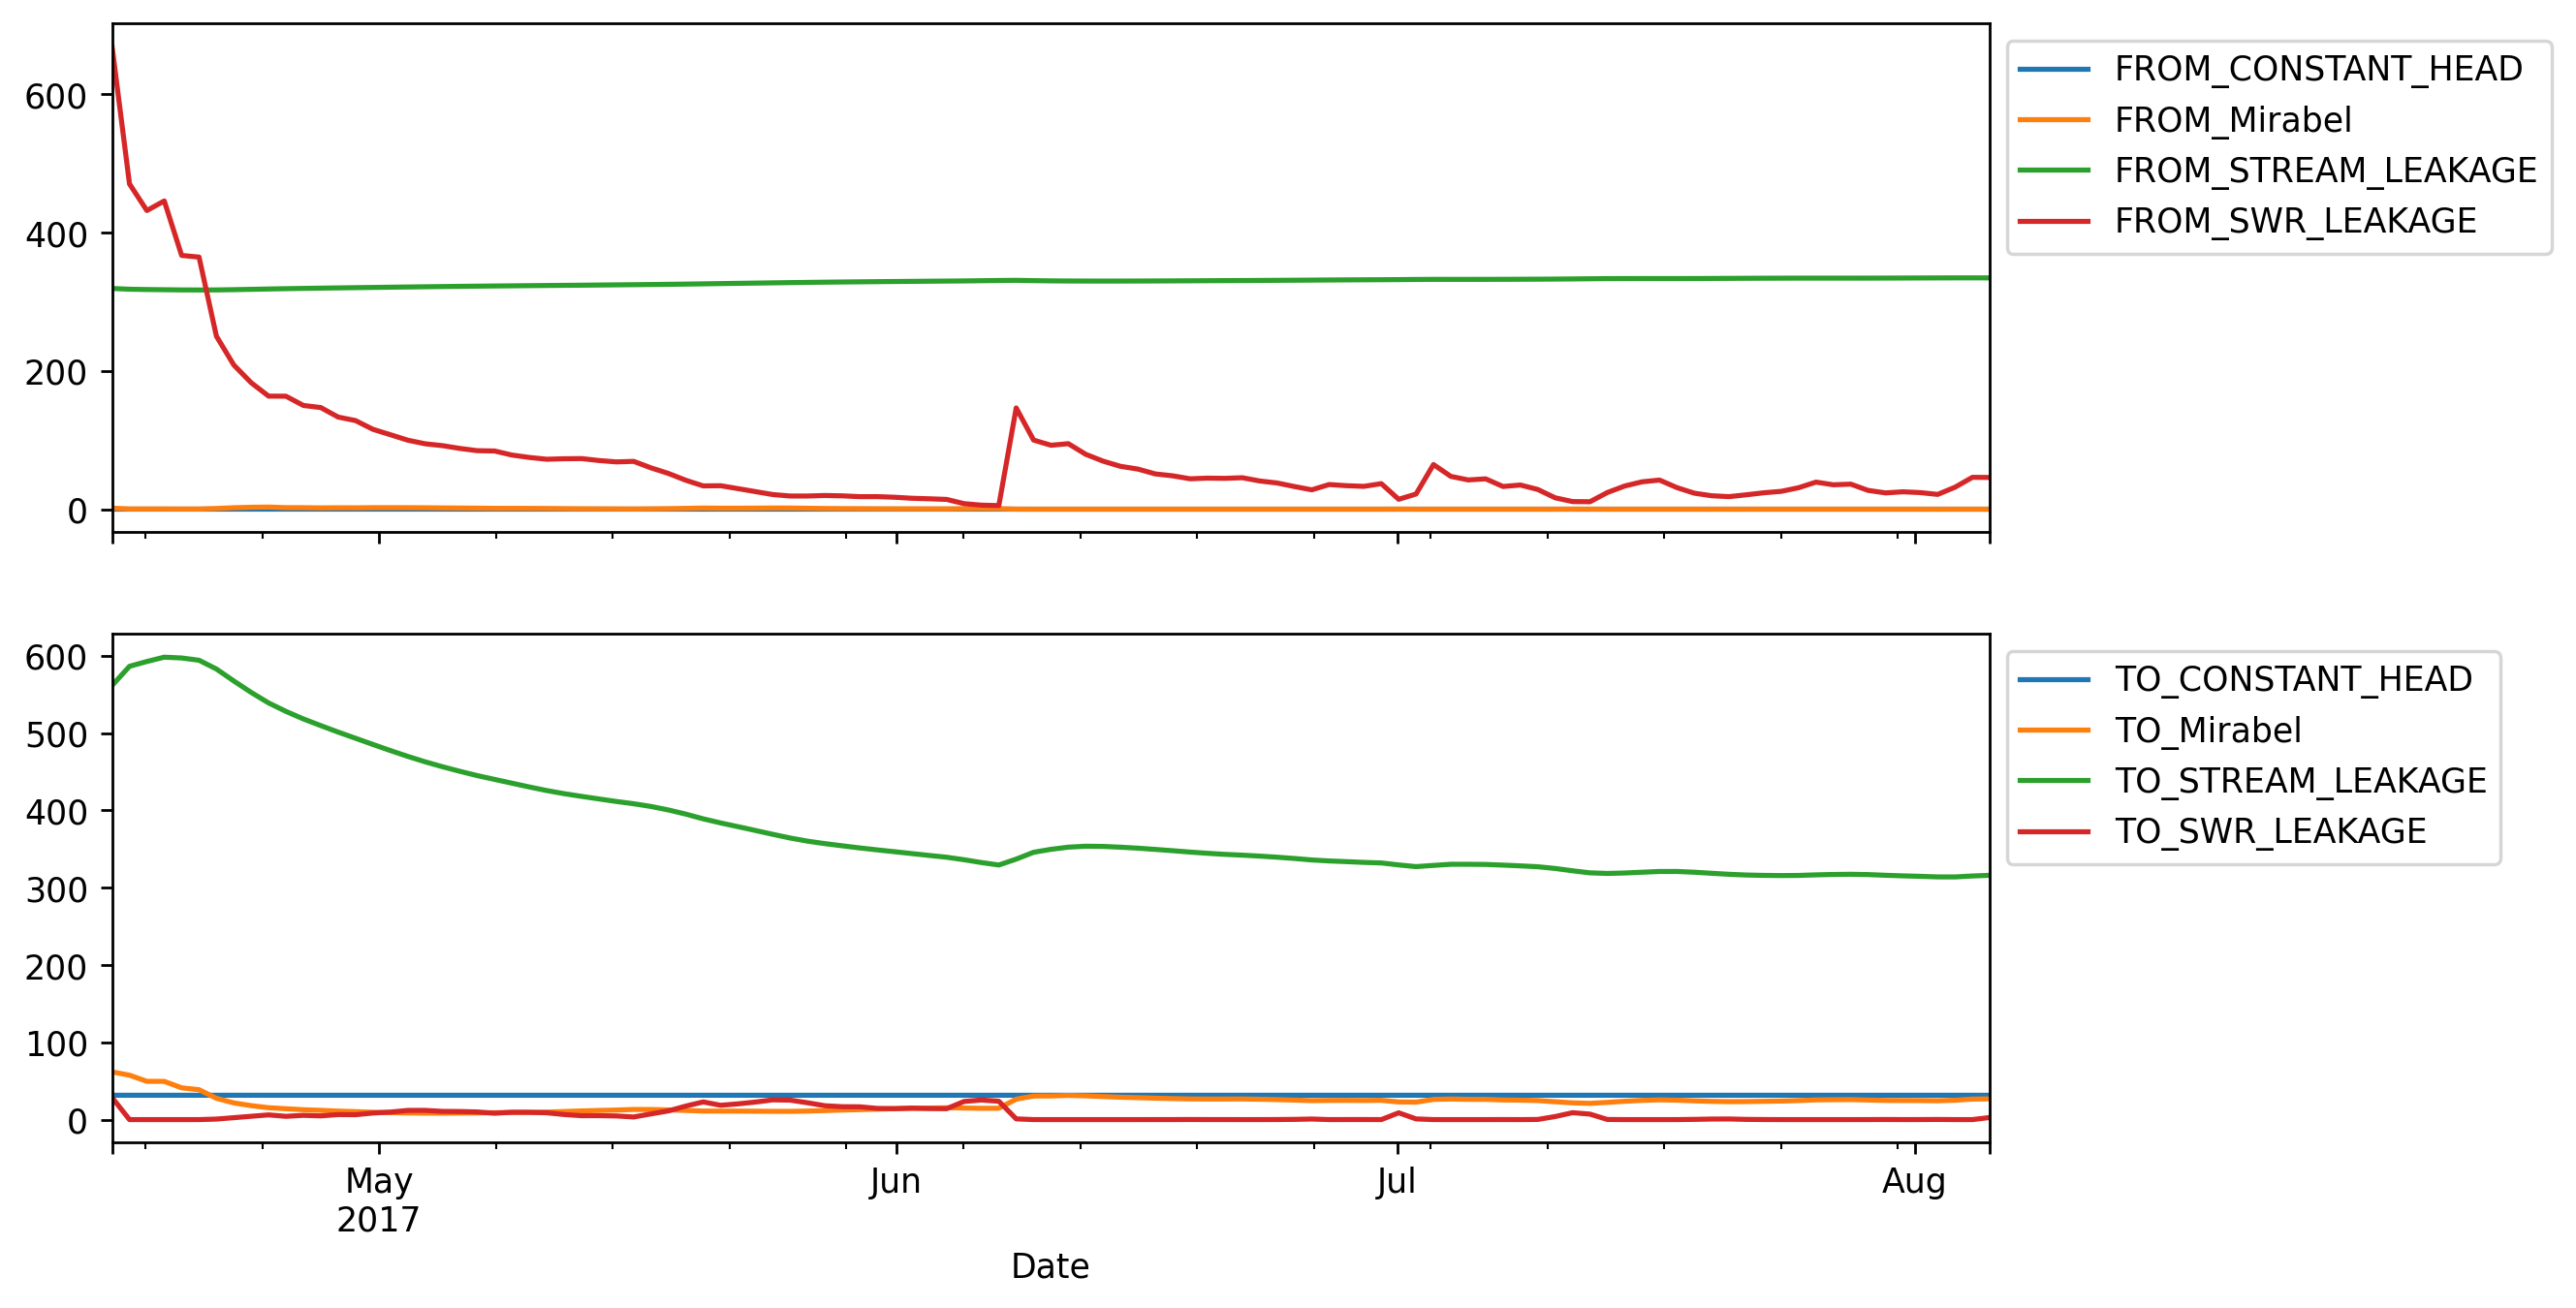 600
400
200
0
FROM_CONSTANT_HEAD
FROM_Mirabel
FROM_STREAM_LEAKAGE
FROM_SWR_LEAKAGE
600
500
400
300
200
100
0
TO_CONSTANT_HEAD
TO_Mirabel
TO_STREAM_LEAKAGE
TO_SWR_LEAKAGE
May Jun Jul Aug
2017
Date